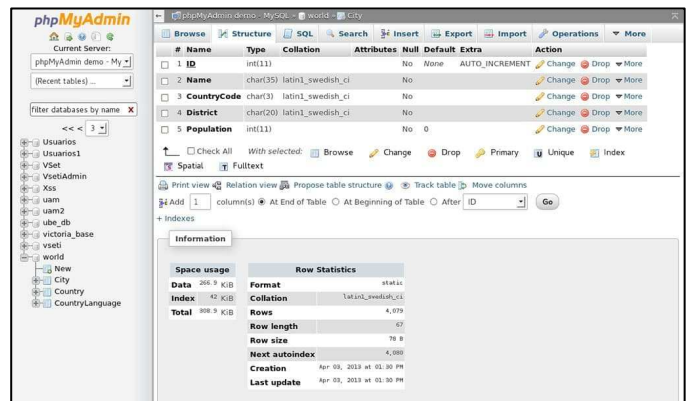 phpMyAdmin
Current Server:
phpMyAdmin demo - My
(Recent tables) ...
filter databases by name X
<< < 3
Usuarios
Usuarios1
VSet
VsetiAdmin
Xss
uam
uam2
ube_db
victoria_base
vseti
world
New
City
Country
CountryLanguage
phpMyAdmin demo - MySQL » world » City
Browse Structure SQL Search Insert Export Import Operations More
# Name Type Collation Attributes Null Default Extra Action
1 ID int(11) No None AUTO_INCREMENT Change Drop More
2 Name char(35) latin1_swedish_ci No Change Drop More
3 CountryCode char(3) latin1_swedish_ci No Change Drop More
4 District char(20) latin1_swedish_ci No Change Drop More
5 Population int(11) No 0 Change Drop More
Check All With selected: Browse Change Drop Primary Unique Index
Spatial Fulltext
Print view Relation view Propose table structure Track table Move columns
Add 1 column(s) At End of Table At Beginning of Table After ID Go
+ Indexes
Information
Space usage
Data 266.9 KiB
Index 42 KiB
Total 308.9 KiB
Row Statistics
Format static
Collation latin1_swedish_ci
Rows 4,079
Row length 67
Row size 78 B
Next autoindex 4,080
Creation Apr 03, 2013 at 01:30 PM
Last update Apr 03, 2013 at 01:30 PM